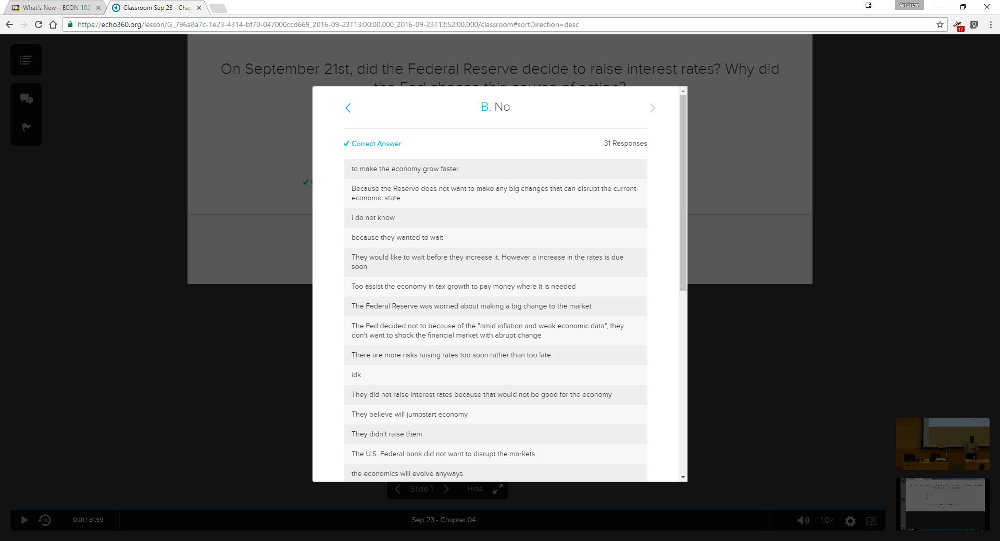 What's New – ECON 102
Classroom Sep 23 - Chap
Andrew
https://echo360.org/lesson/G_796a8a7c-1e23-4314-bf70-047000ccd669_2016-09-23T13:00:00.000_2016-09-23T13:52:00.000/classroom#sortDirection=desc
17
On September 21st, did the Federal Reserve decide to raise interest rates? Why did
the Fed choose this course of action?
B. No
Correct Answer
31 Responses
to make the economy grow faster
Because the Reserve does not want to make any big changes that can disrupt the current
economic state
i do not know
because they wanted to wait
They would like to wait before they increase it. However a increase in the rates is due
soon
Too assist the economy in tax growth to pay money where it is needed
The Federal Reserve was worried about making a big change to the market
The Fed decided not to because of the "amid inflation and weak economic data", they
don't want to shock the financial market with abrupt change
There are more risks raising rates too soon rather than too late.
idk
They did not raise interest rates because that would not be good for the economy
They believe will jumpstart economy
They didn't raise them
The U.S. Federal bank did not want to disrupt the markets.
the economics will evolve anyways
Slide 1
Hide
10
0:01 / 51:59
Sep 23 - Chapter 04
1.0x